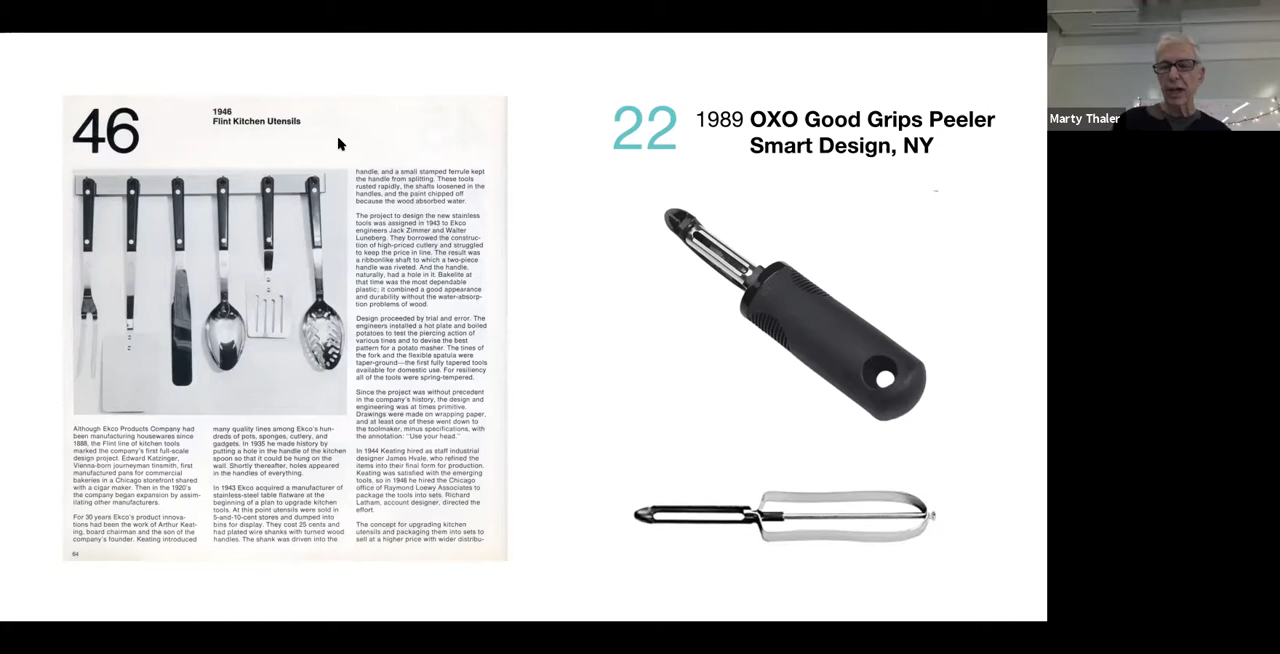 46
1946
Flint Kitchen Utensils
Although Ekco Products Company had
been manufacturing housewares since
1888, the Flint line of kitchen tools
marked the company's first full-scale
design project. Edward Katzinger,
Vienna-born journeyman tinsmith, first
manufactured pans for commercial
bakeries in a Chicago storefront shared
with a cigar maker. Then in the 1920's
the company began expansion by assim-
ilating other manufacturers.
For 30 years Ekco's product innova-
tions had been the work of Arthur Keat-
ing, board chairman and the son of the
company's founder. Keating introduced
many quality lines among Ekco's hun-
dreds of pots, sponges, cutlery, and
gadgets. In 1935 he made history by
putting a hole in the handle of the kitchen
spoon so that it could be hung on the
wall. Shortly thereafter, holes appeared
in the handles of everything.
In 1943 Ekco acquired a manufacturer of
stainless-steel table flatware at the
beginning of a plan to upgrade kitchen
tools. At this point utensils were sold in
5-and-10-cent stores and dumped into
bins for display. They cost 25 cents and
had plated wire shanks with turned wood
handles. The shank was driven into the
handle, and a small stamped ferrule kept
the handle from splitting. These tools
rusted rapidly, the shafts loosened in the
handles, and the paint chipped off
because the wood absorbed water.
The project to design the new stainless
tools was assigned in 1943 to Ekco
engineers Jack Zimmer and Walter
Luneberg. They borrowed the construc-
tion of high-priced cutlery and struggled
to keep the price in line. The result was
a ribbonlike shaft to which a two-piece
handle was riveted. And the handle,
naturally, had a hole in it. Bakelite at
that time was the most dependable
plastic; it combined a good appearance
and durability without the water-absorp-
tion problems of wood.
Design proceeded by trial and error. The
engineers installed a hot plate and boiled
potatoes to test the piercing action of
various tines and to devise the best
pattern for a potato masher. The tines of
the fork and the flexible spatula were
taper-ground—the first fully tapered tools
available for domestic use. For resiliency
all of the tools were spring-tempered.
Since the project was without precedent
in the company's history, the design and
engineering was at times primitive.
Drawings were made on wrapping paper,
and at least one of these went down to
the toolmaker, minus specifications, with
the annotation: "Use your head."
In 1944 Keating hired as staff industrial
designer James Hvale, who refined the
items into their final form for production.
Keating was satisfied with the emerging
tools, so in 1946 he hired the Chicago
office of Raymond Loewy Associates to
package the tools into sets. Richard
Latham, account designer, directed the
effort.
The concept for upgrading kitchen
utensils and packaging them into sets to
sell at a higher price with wider distribu-
64
22 1989 OXO Good Grips Peeler
Smart Design, NY
Marty Thaler